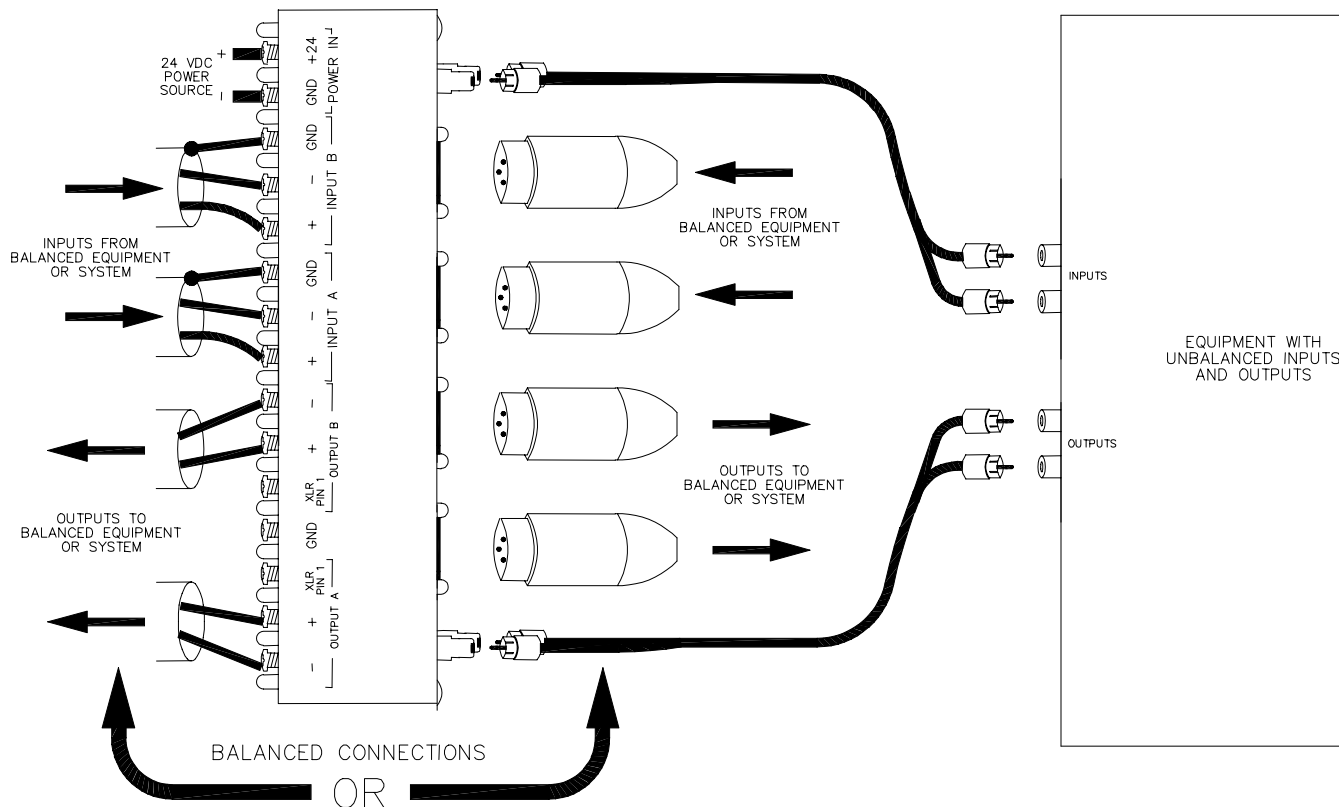 24 VDC
POWER
SOURCE
+
-
+24
GND
POWER IN
GND
-
+
INPUT B
GND
-
+
INPUT A
-
+
OUTPUT B
XLR
PIN 1
GND
XLR
PIN 1
+
-
OUTPUT A
INPUTS FROM
BALANCED EQUIPMENT
OR SYSTEM
OUTPUTS TO
BALANCED EQUIPMENT
OR SYSTEM
INPUTS FROM
BALANCED EQUIPMENT
OR SYSTEM
OUTPUTS TO
BALANCED EQUIPMENT
OR SYSTEM
INPUTS
OUTPUTS
EQUIPMENT WITH
UNBALANCED INPUTS
AND OUTPUTS
BALANCED CONNECTIONS
OR